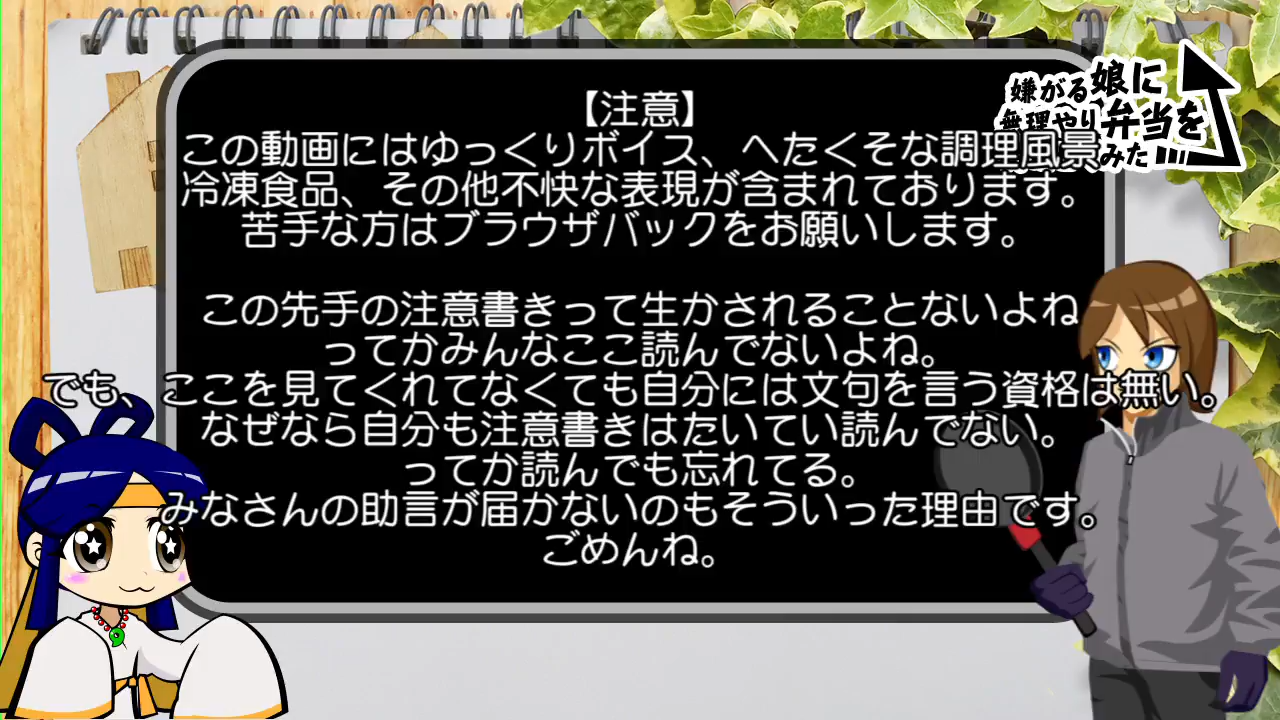 【注意】
この動画にはゆっくりボイス、へたくそな調理風景
冷凍食品、その他不快な表現が含まれております。
苦手な方はブラウザバックをお願いします。
この先手の注意書きって生かされることないよね
ってかみんなここ読んでないよね。
でも、ここを見てくれてなくても自分には文句を言う資格は無い。
なぜなら自分も注意書きはたいてい読んでない。
ってか読んでも忘れてる。
みなさんの助言が届かないのもそういった理由です。
ごめんね。
嫌がる娘に
無理やり弁当を
みた